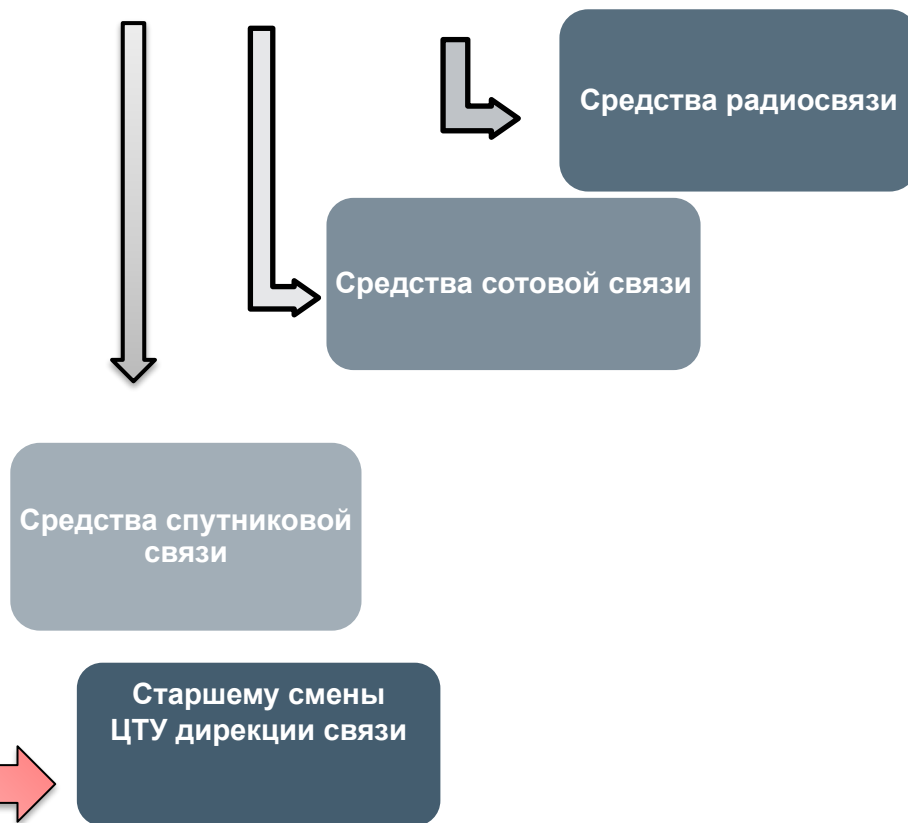 Средства радиосвязи
Средства сотовой связи
Средства спутниковой
связи
Старшему смены
ЦТУ дирекции связи